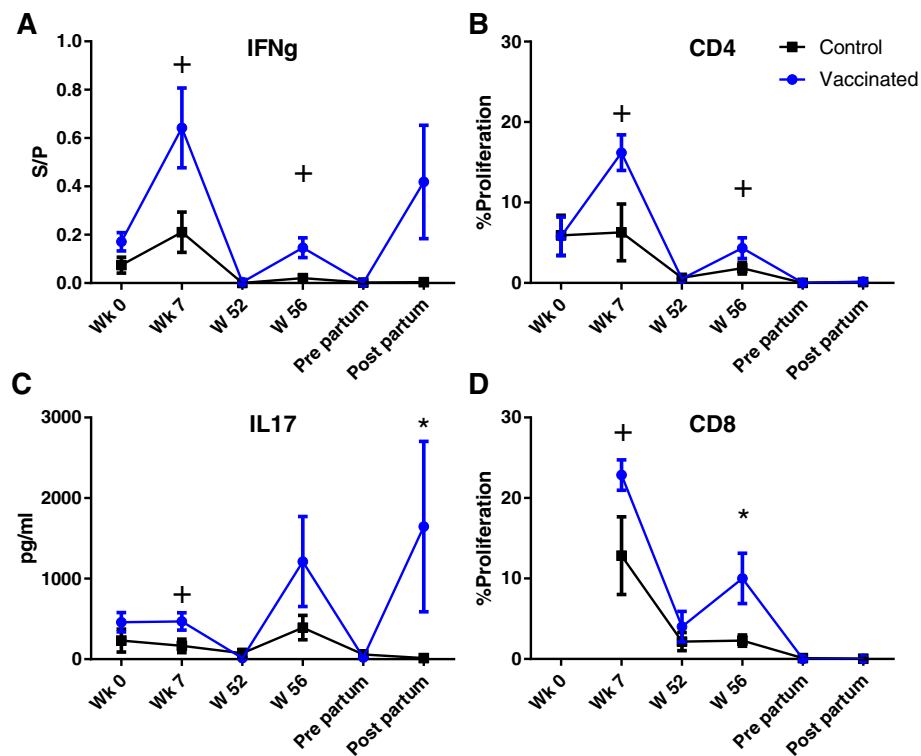 A
IFNg
1.0
0.8
0.6
0.4
0.2
0.0
S/P
+
+
Wk 0
Wk 7
W 52
W 56
Pre partum
Post partum
B
CD4
30
20
10
0
%Proliferation
+
+
Control
Vaccinated
Wk 0
Wk 7
W 52
W 56
Pre partum
Post partum
C
IL17
3000
2000
1000
0
pg/ml
+
*
Wk 0
Wk 7
W 52
W 56
Pre partum
Post partum
D
CD8
30
20
10
0
%Proliferation
+
*
Wk 0
Wk 7
W 52
W 56
Pre partum
Post partum